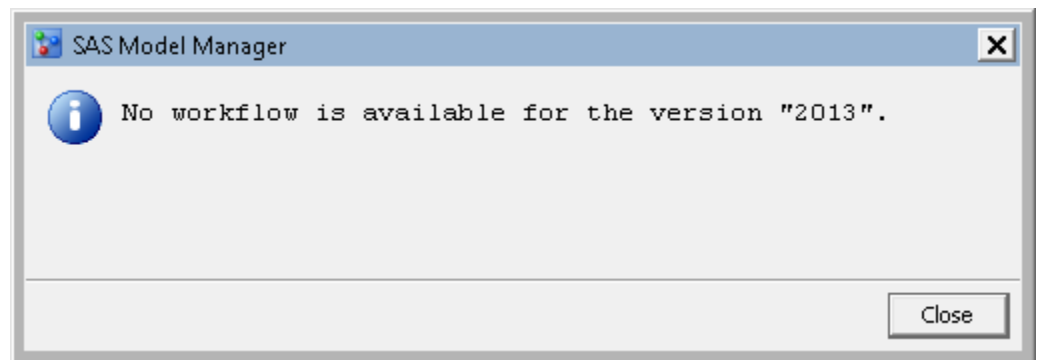 SAS Model Manager
No workflow is available for the version "2013".
Close